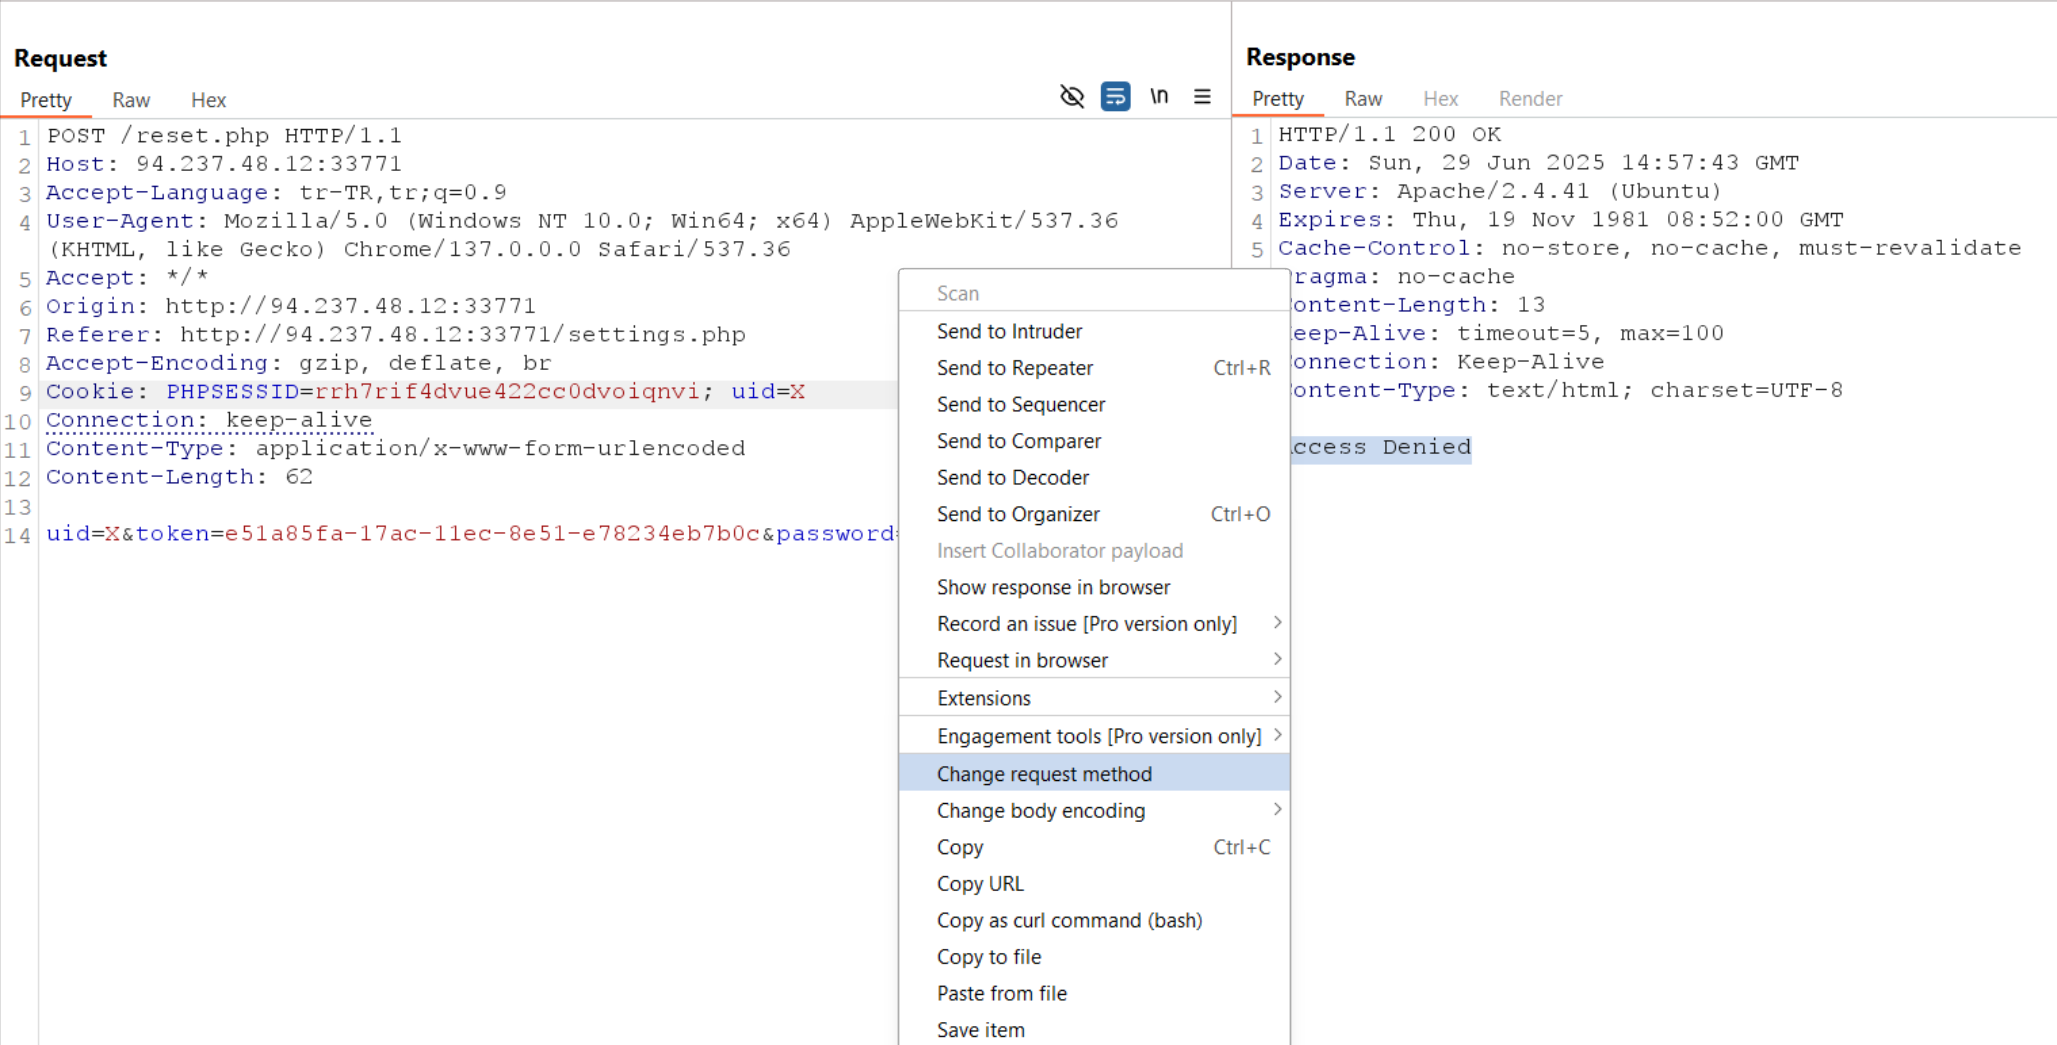 Request
Pretty Raw Hex
\n
1 POST /reset.php HTTP/1.1
2 Host: 94.237.48.12:33771
3 Accept-Language: tr-TR,tr;q=0.9
4 User-Agent: Mozilla/5.0 (Windows NT 10.0; Win64; x64) AppleWebKit/537.36
(KHTML, like Gecko) Chrome/137.0.0.0 Safari/537.36
5 Accept: */*
6 Origin: http://94.237.48.12:33771
7 Referer: http://94.237.48.12:33771/settings.php
8 Accept-Encoding: gzip, deflate, br
9 Cookie: PHPSESSID=rrh7rif4dvue422cc0dvoiqnvi; uid=X
10 Connection: keep-alive
11 Content-Type: application/x-www-form-urlencoded
12 Content-Length: 62
13
14 uid=X&token=e51a85fa-17ac-11ec-8e51-e78234eb7b0c&password=
Scan
Send to Intruder
Send to Repeater Ctrl+R
Send to Sequencer
Send to Comparer
Send to Decoder
Send to Organizer Ctrl+O
Insert Collaborator payload
Show response in browser
Record an issue [Pro version only]
Request in browser
Extensions
Engagement tools [Pro version only]
Change request method
Change body encoding
Copy Ctrl+C
Copy URL
Copy as curl command (bash)
Copy to file
Paste from file
Save item
Response
Pretty Raw Hex Render
1 HTTP/1.1 200 OK
2 Date: Sun, 29 Jun 2025 14:57:43 GMT
3 Server: Apache/2.4.41 (Ubuntu)
4 Expires: Thu, 19 Nov 1981 08:52:00 GMT
5 Cache-Control: no-store, no-cache, must-revalidate
ragma: no-cache
ontent-Length: 13
eep-Alive: timeout=5, max=100
onnection: Keep-Alive
ontent-Type: text/html; charset=UTF-8
ccess Denied